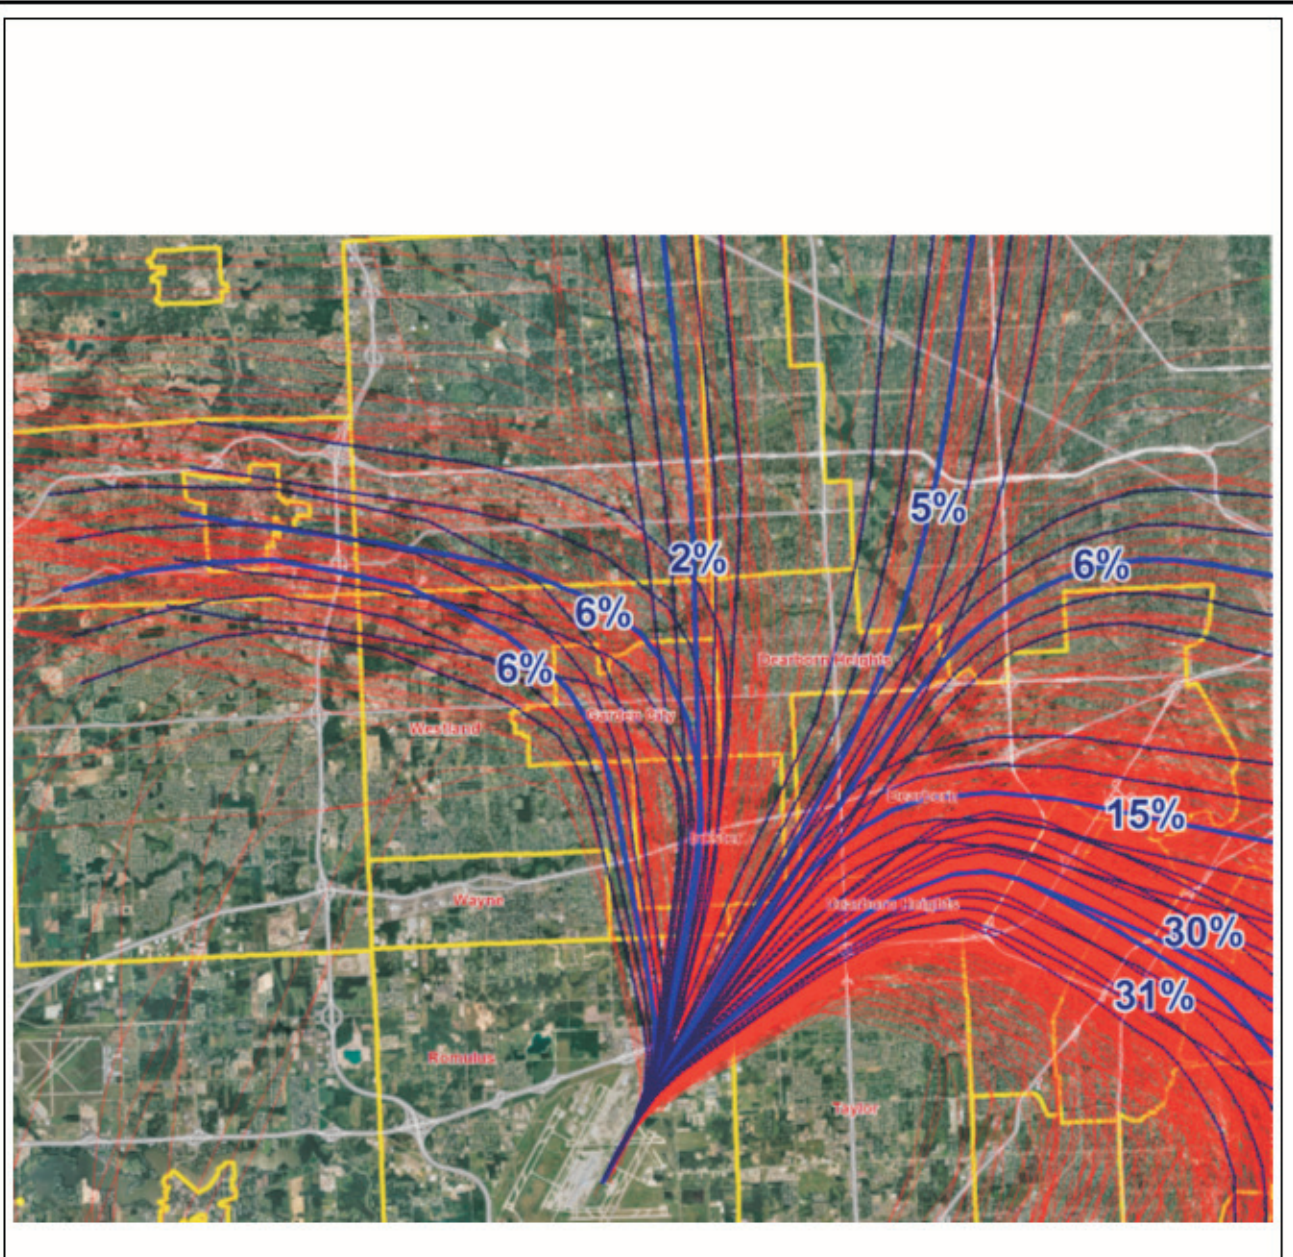 5%
2%
6%
6%
6%
Dearborn Heights
Garden City
Westland
Dearborn
15%
Inkster
Wayne
Dearborn Heights
30%
31%
Romulus
Taylor